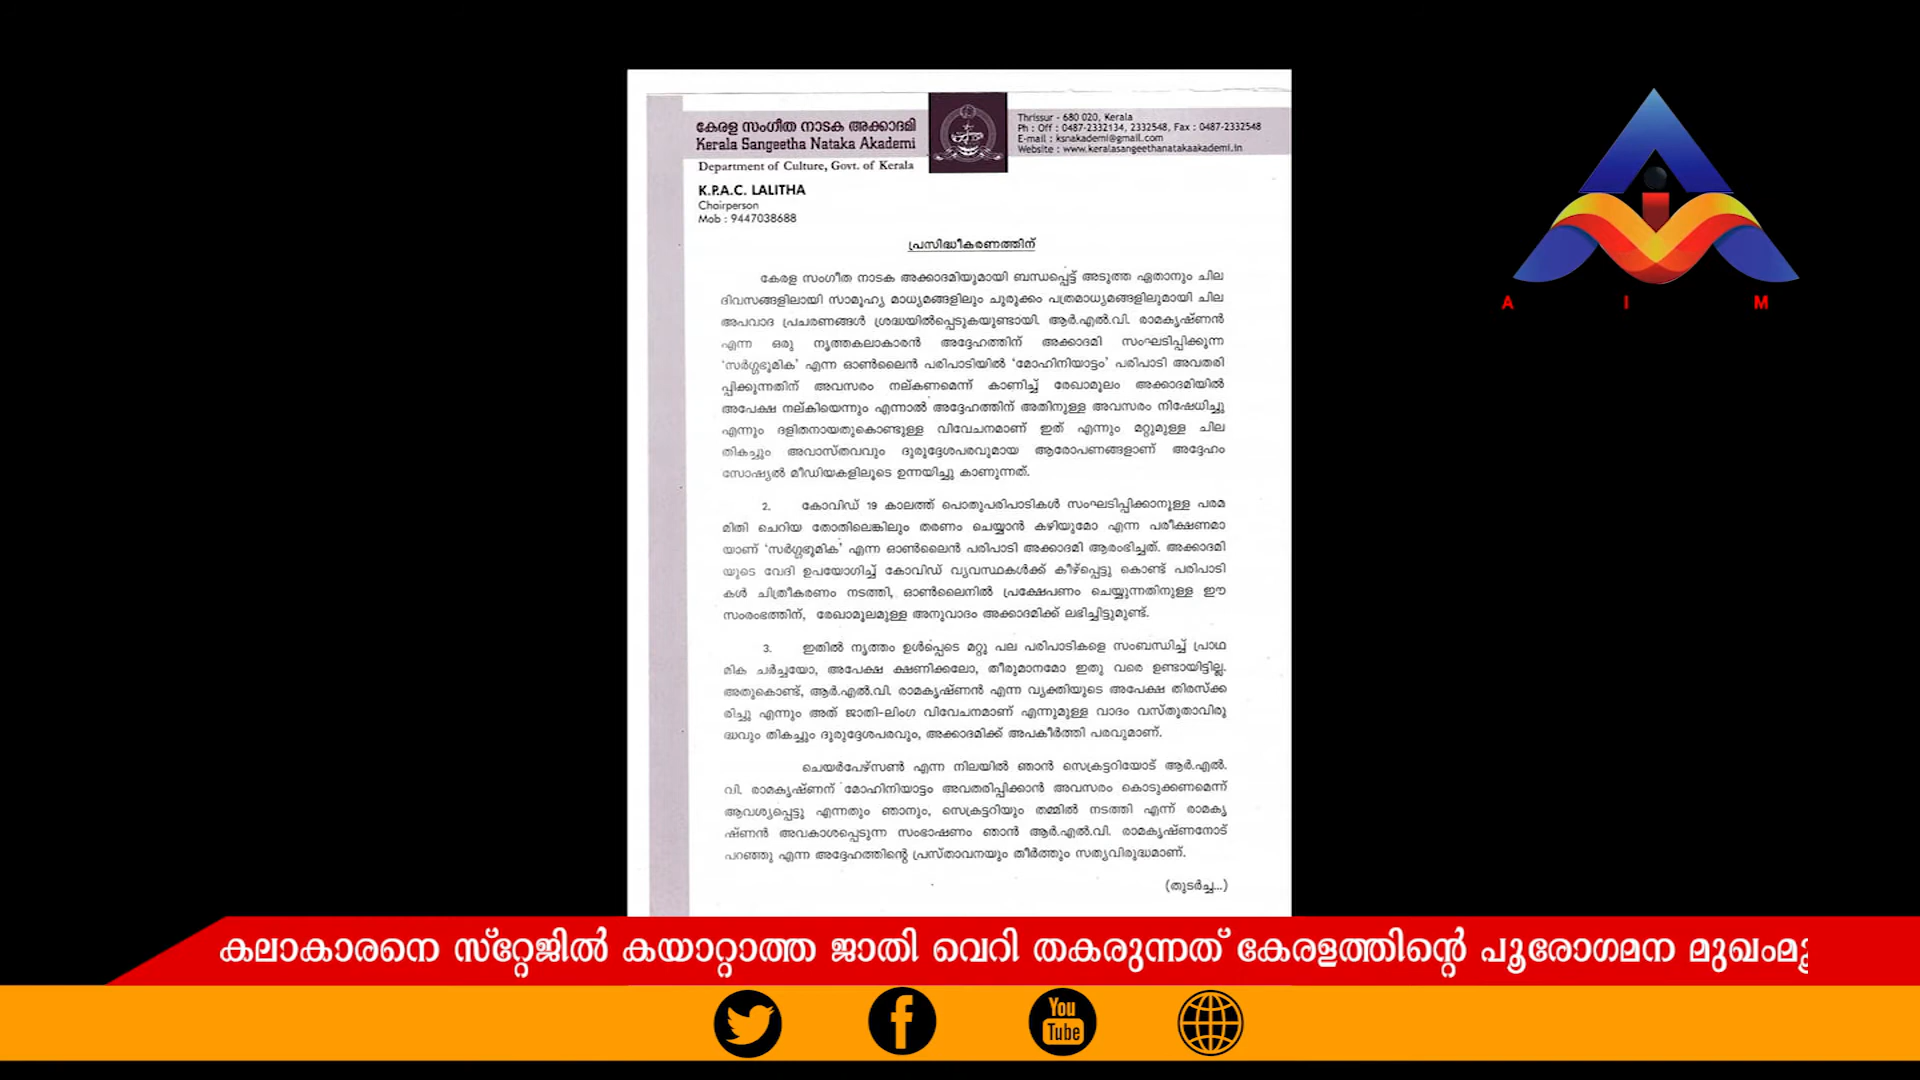 കേരള സംഗീത നാടക അക്കാദമി
Kerala Sangeetha Nataka Akademi
Department of Culture, Govt. of Kerala
Thrissur - 680 020, Kerala
Ph : Off : 0487-2332134, 2332548, Fax : 0487-2332548
E-mail : ksnakademi@gmail.com
Website : www.keralasangeethanatakaakademi.in
K.P.A.C. LALITHA
Chairperson
Mob : 9447038688
പ്രസിദ്ധീകരണത്തിന്
കേരള സംഗീത നാടക അക്കാദമിയുമായി ബന്ധപ്പെട്ട് അടുത്ത ഏതാനും ചില
ദിവസങ്ങളിലായി സാമൂഹ്യ മാധ്യമങ്ങളിലും ചുരുക്കം പത്രമാധ്യമങ്ങളിലുമായി ചില
അപവാദ പ്രചരണങ്ങൾ ശ്രദ്ധയിൽപ്പെടുകയുണ്ടായി. ആർ.എൽ.വി. രാമകൃഷ്ണൻ
എന്ന ഒരു നൃത്തകലാകാരൻ അദ്ദേഹത്തിന് അക്കാദമി സംഘടിപ്പിക്കുന്ന
'സർഗ്ഗഭൂമിക' എന്ന ഓൺലൈൻ പരിപാടിയിൽ 'മോഹിനിയാട്ടം' പരിപാടി അവതരി
പ്പിക്കുന്നതിന് അവസരം നല്കണമെന്ന് കാണിച്ച് രേഖാമൂലം അക്കാദമിയിൽ
അപേക്ഷ നല്കിയെന്നും എന്നാൽ അദ്ദേഹത്തിന് അതിനുള്ള അവസരം നിഷേധിച്ചു
എന്നും ദളിതനായതുകൊണ്ടുള്ള വിവേചനമാണ് ഇത് എന്നും മറ്റുമുള്ള ചില
തികച്ചും അവാസ്തവവും ദുരുദ്ദേശപരവുമായ ആരോപണങ്ങളാണ് അദ്ദേഹം
സോഷ്യൽ മീഡിയകളിലൂടെ ഉന്നയിച്ചു കാണുന്നത്.
2. കോവിഡ് 19 കാലത്ത് പൊതുപരിപാടികൾ സംഘടിപ്പിക്കാനുള്ള പരമ
മിതി ചെറിയ തോതിലെങ്കിലും തരണം ചെയ്യാൻ കഴിയുമോ എന്ന പരീക്ഷണമാ
യാണ് 'സർഗ്ഗഭൂമിക' എന്ന ഓൺലൈൻ പരിപാടി അക്കാദമി ആരംഭിച്ചത്. അക്കാദമി
യുടെ വേദി ഉപയോഗിച്ച് കോവിഡ് വ്യവസ്ഥകൾക്ക് കീഴ്പ്പെട്ടു കൊണ്ട് പരിപാടി
കൾ ചിത്രീകരണം നടത്തി, ഓൺലൈനിൽ പ്രക്ഷേപണം ചെയ്യുന്നതിനുള്ള ഈ
സംരംഭത്തിന്, രേഖാമൂലമുള്ള അനുവാദം അക്കാദമിക്ക് ലഭിച്ചിട്ടുമുണ്ട്.
3. ഇതിൽ നൃത്തം ഉൾപ്പെടെ മറ്റു പല പരിപാടികളെ സംബന്ധിച്ച് പ്രാഥ
മിക ചർച്ചയോ, അപേക്ഷ ക്ഷണിക്കലോ, തീരുമാനമോ ഇതു വരെ ഉണ്ടായിട്ടില്ല.
അതുകൊണ്ട്, ആർ.എൽ.വി. രാമകൃഷ്ണൻ എന്ന വ്യക്തിയുടെ അപേക്ഷ തിരസ്ക്ക
രിച്ചു എന്നും അത് ജാതി-ലിംഗ വിവേചനമാണ് എന്നുമുള്ള വാദം വസ്തുതാവിരു
ദ്ധവും തികച്ചും ദുരുദ്ദേശപരവും, അക്കാദമിക്ക് അപകീർത്തി പരവുമാണ്.
ചെയർപേഴ്സൺ എന്ന നിലയിൽ ഞാൻ സെക്രട്ടറിയോട് ആർ.എൽ.
വി. രാമകൃഷ്ണന് മോഹിനിയാട്ടം അവതരിപ്പിക്കാൻ അവസരം കൊടുക്കണമെന്ന്
ആവശ്യപ്പെട്ടു എന്നതും ഞാനും, സെക്രട്ടറിയും തമ്മിൽ നടത്തി എന്ന് രാമകൃ
ഷ്ണൻ അവകാശപ്പെടുന്ന സംഭാഷണം ഞാൻ ആർ.എൽ.വി. രാമകൃഷ്ണനോട്
പറഞ്ഞു എന്ന അദ്ദേഹത്തിന്റെ പ്രസ്താവനയും തീർത്തും സത്യവിരുദ്ധമാണ്.
(തുടർച്ച...)
A I M
കലാകാരനെ സ്റ്റേജിൽ കയാറ്റാത്ത ജാതി വെറി തകരുന്നത് കേരളത്തിന്റെ പൂരോഗമന മുഖംമൂ
You
Tube